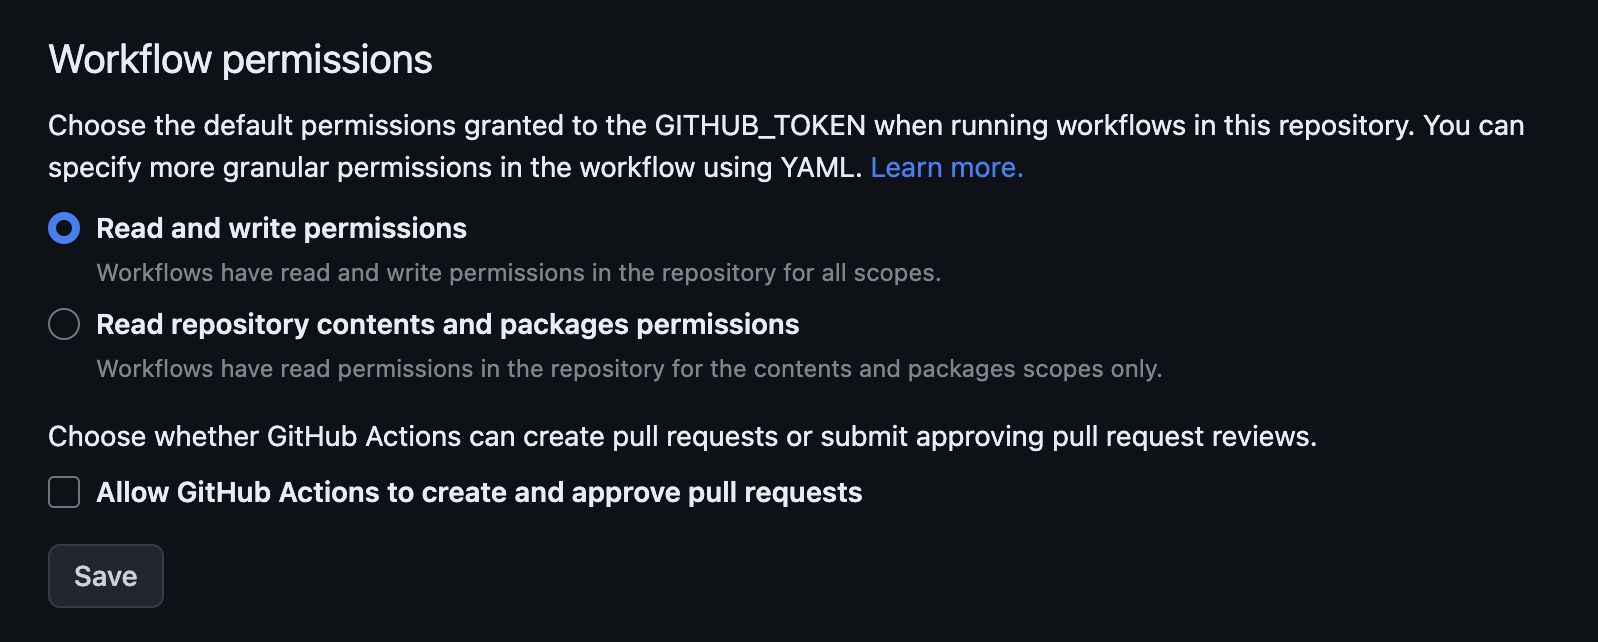 Workflow permissions
Choose the default permissions granted to the GITHUB_TOKEN when running workflows in this repository. You can
specify more granular permissions in the workflow using YAML. Learn more.
Read and write permissions
Workflows have read and write permissions in the repository for all scopes.
Read repository contents and packages permissions
Workflows have read permissions in the repository for the contents and packages scopes only.
Choose whether GitHub Actions can create pull requests or submit approving pull request reviews.
Allow GitHub Actions to create and approve pull requests
Save